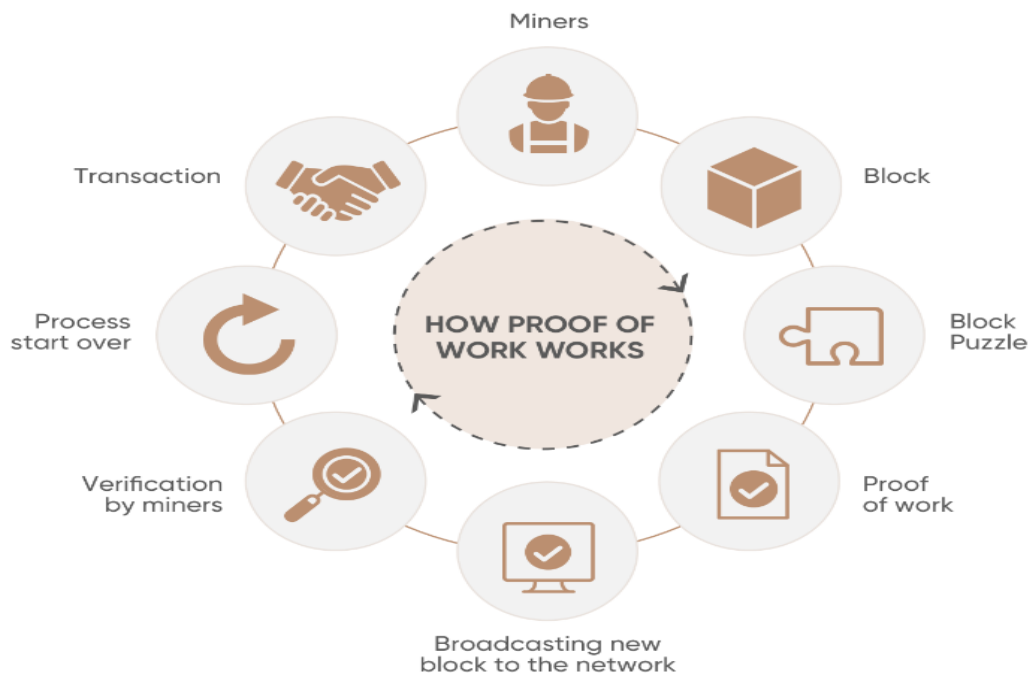 Miners
Transaction
Block
Process
start over
HOW PROOF OF
WORK WORKS
Block
Puzzle
Verification
by miners
Proof
of work
Broadcasting new
block to the network